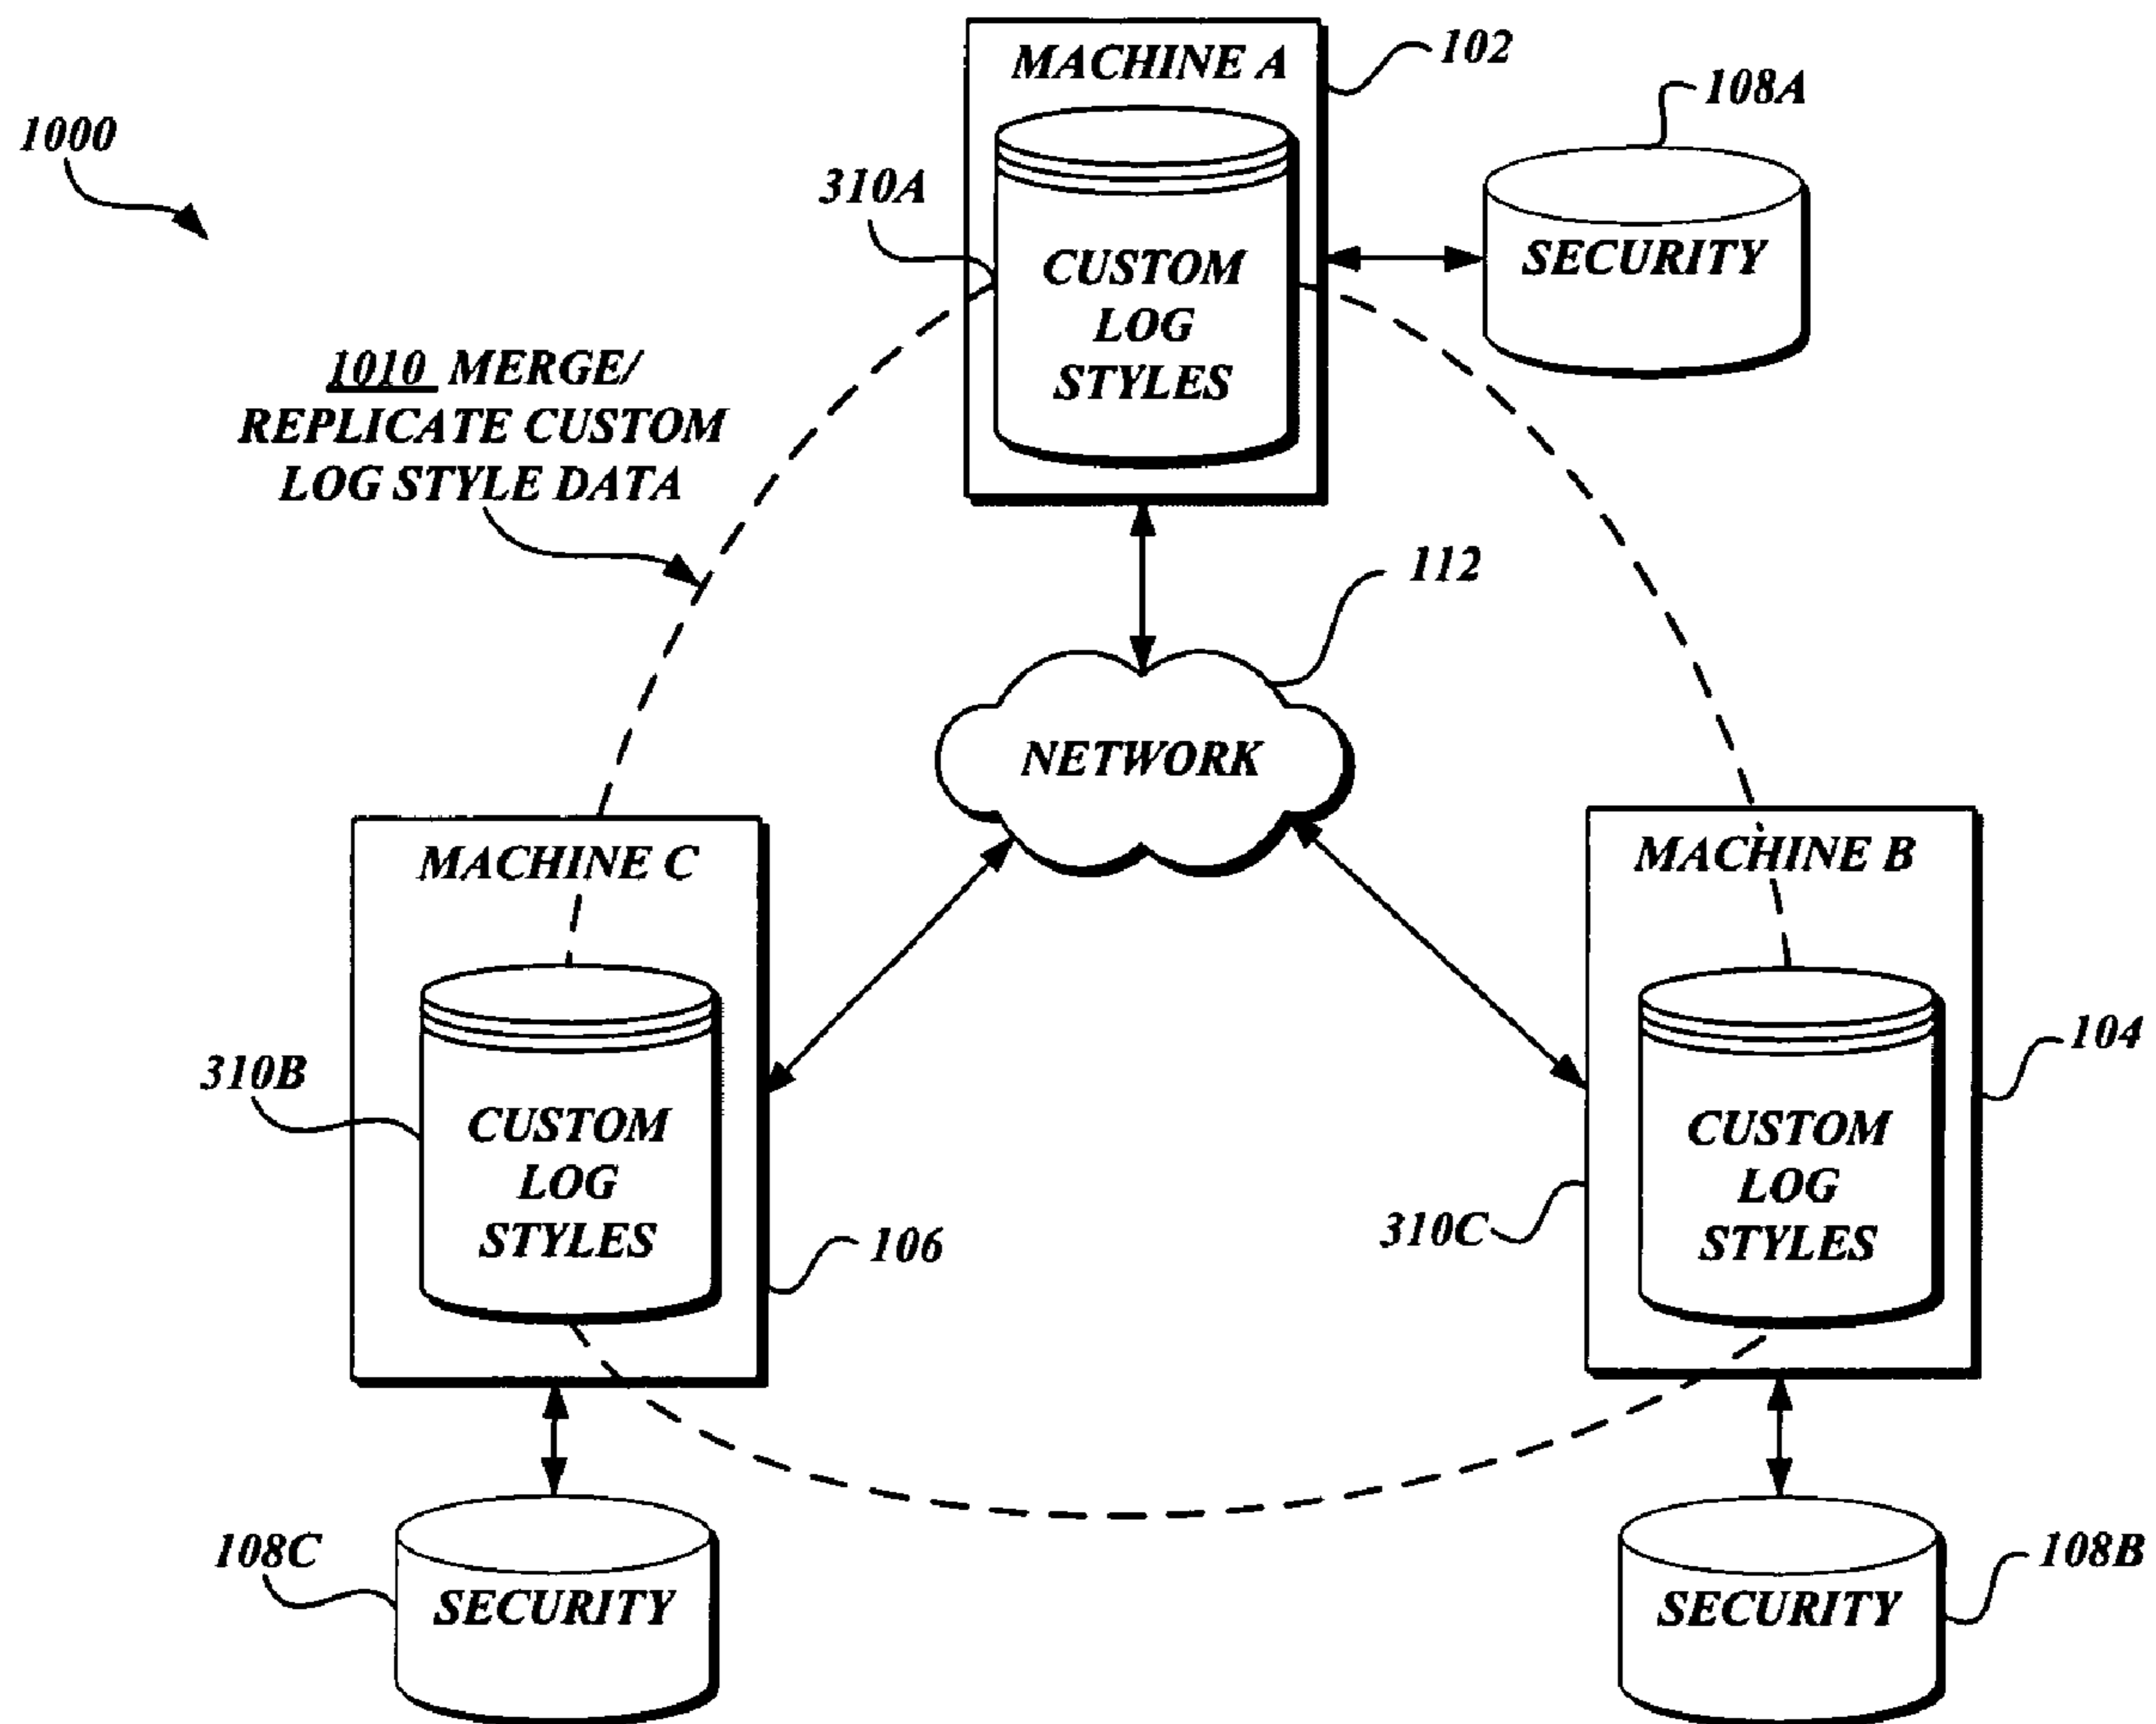 1000
MACHINE A
102
108A
310A
CUSTOM
LOG
STYLES
SECURITY
1010 MERGE/
REPLICATE CUSTOM
LOG STYLE DATA
112
NETWORK
MACHINE C
310B
CUSTOM
LOG
STYLES
106
MACHINE B
104
CUSTOM
LOG
STYLES
310C
108C
SECURITY
108B
SECURITY